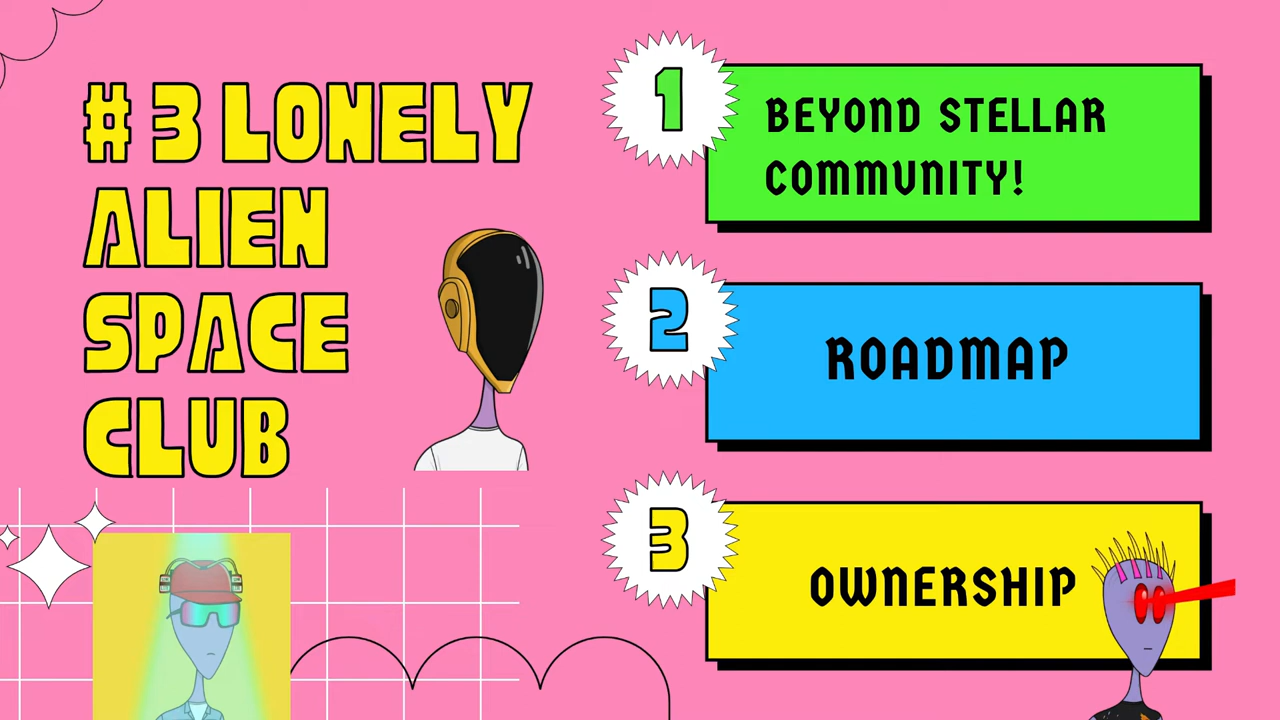 # 3 LONELY
ALIEN
SPACE
CLUB
1
BEYOND STELLAR
COMMUNITY!
2
ROADMAP
3
OWNERSHIP